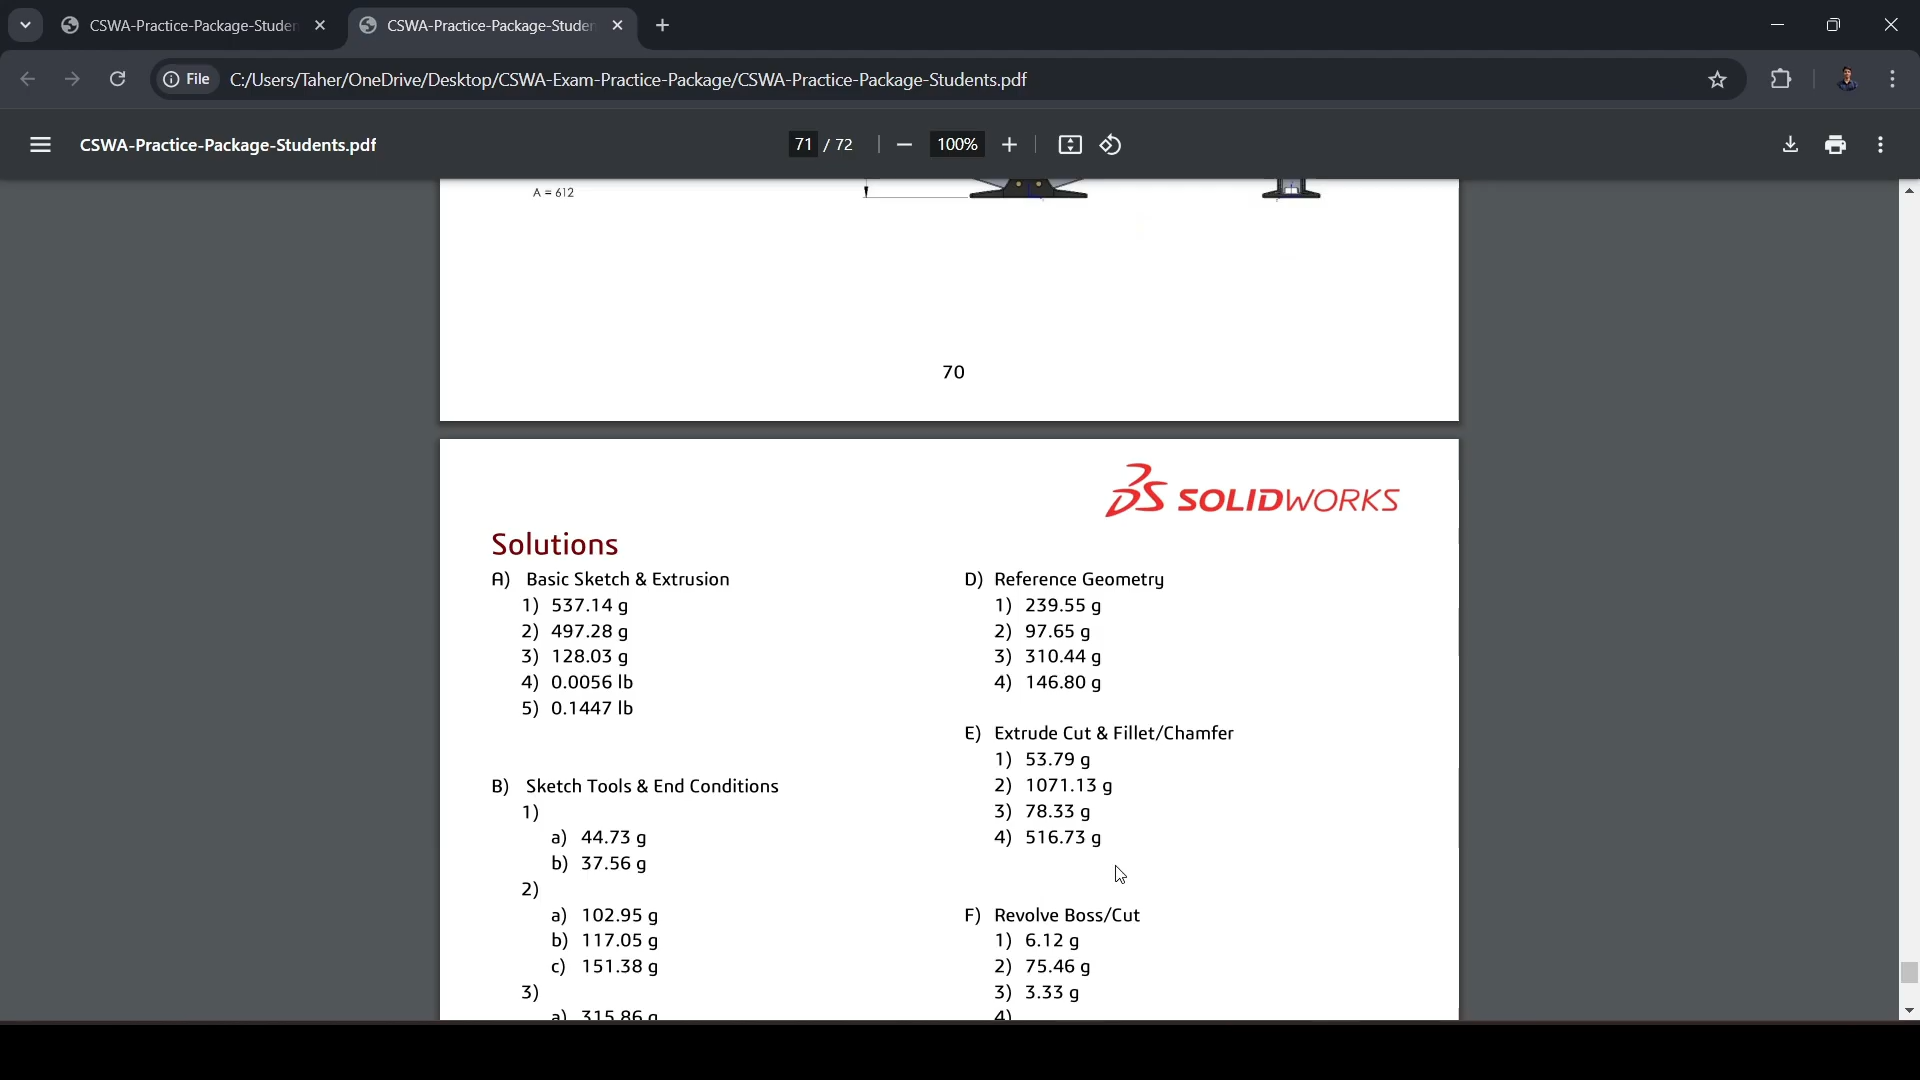 CSWA-Practice-Package-Studen
CSWA-Practice-Package-Studen
File
C:/Users/Taher/OneDrive/Desktop/CSWA-Exam-Practice-Package/CSWA-Practice-Package-Students.pdf
CSWA-Practice-Package-Students.pdf
71 / 72
100%
A = 612
70
SOLIDWORKS
Solutions
A) Basic Sketch & Extrusion
1) 537.14 g
2) 497.28 g
3) 128.03 g
4) 0.0056 lb
5) 0.1447 lb
B) Sketch Tools & End Conditions
1)
a) 44.73 g
b) 37.56 g
2)
a) 102.95 g
b) 117.05 g
c) 151.38 g
3)
a) 315.86 g
D) Reference Geometry
1) 239.55 g
2) 97.65 g
3) 310.44 g
4) 146.80 g
E) Extrude Cut & Fillet/Chamfer
1) 53.79 g
2) 1071.13 g
3) 78.33 g
4) 516.73 g
F) Revolve Boss/Cut
1) 6.12 g
2) 75.46 g
3) 3.33 g
4)